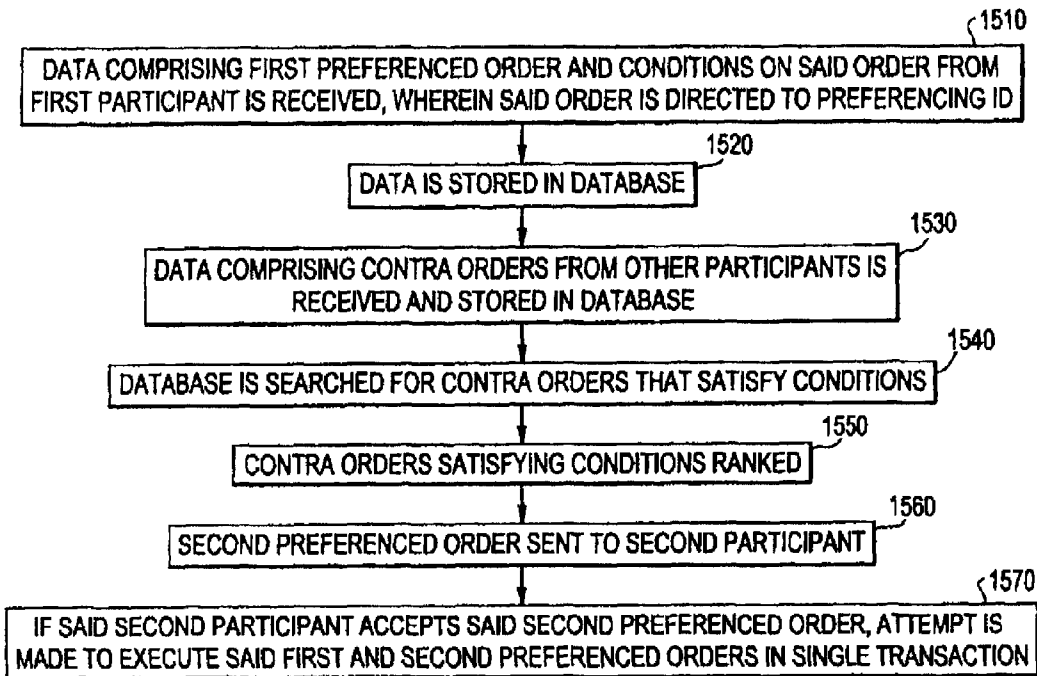 1510
DATA COMPRISING FIRST PREFERENCED ORDER AND CONDITIONS ON SAID ORDER FROM
FIRST PARTICIPANT IS RECEIVED, WHEREIN SAID ORDER IS DIRECTED TO PREFERENCING ID
1520
DATA IS STORED IN DATABASE
1530
DATA COMPRISING CONTRA ORDERS FROM OTHER PARTICIPANTS IS
RECEIVED AND STORED IN DATABASE
1540
DATABASE IS SEARCHED FOR CONTRA ORDERS THAT SATISFY CONDITIONS
1550
CONTRA ORDERS SATISFYING CONDITIONS RANKED
1560
SECOND PREFERENCED ORDER SENT TO SECOND PARTICIPANT
1570
IF SAID SECOND PARTICIPANT ACCEPTS SAID SECOND PREFERENCED ORDER, ATTEMPT IS
MADE TO EXECUTE SAID FIRST AND SECOND PREFERENCED ORDERS IN SINGLE TRANSACTION